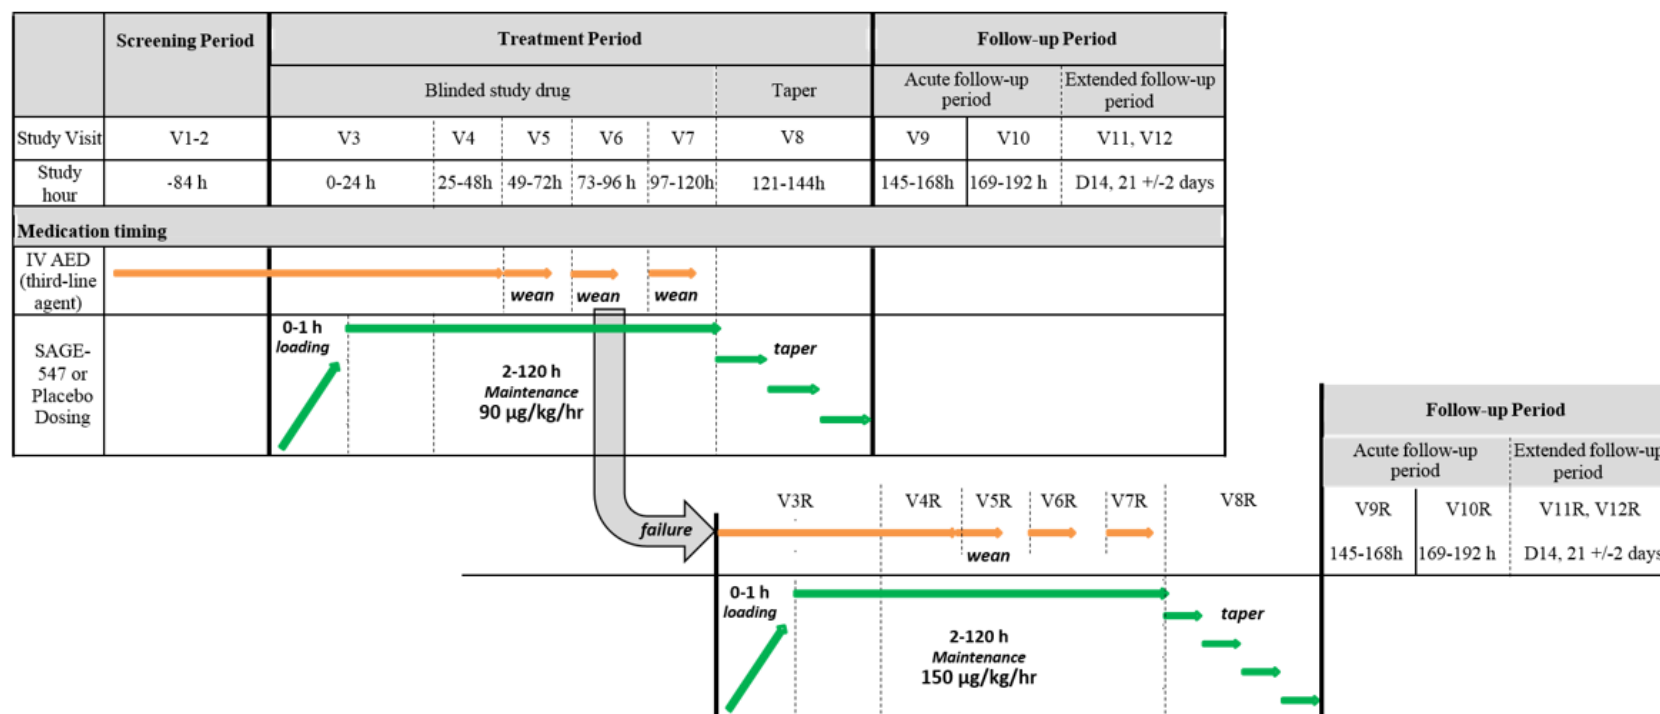 Screening Period
Treatment Period
Follow-up Period
Blinded study drug
Taper
Acute follow-up
period
Extended follow-up
period
Study Visit
V1-2
V3
V4
V5
V6
V7
V8
V9
V10
V11, V12
Study
hour
-84 h
0-24 h
25-48h
49-72h
73-96 h
97-120h
121-144h
145-168h
169-192 h
D14, 21 +/-2 days
Medication timing
IV AED
(third-line
agent)
wean
wean
wean
SAGE-
547 or
Placebo
Dosing
0-1 h
loading
2-120 h
Maintenance
90 µg/kg/hr
taper
failure
V3R
V4R
V5R
V6R
V7R
V8R
wean
0-1 h
loading
2-120 h
Maintenance
150 µg/kg/hr
taper
Follow-up Period
Acute follow-up
period
Extended follow-up
period
V9R
V10R
V11R, V12R
145-168h
169-192 h
D14, 21 +/-2 days